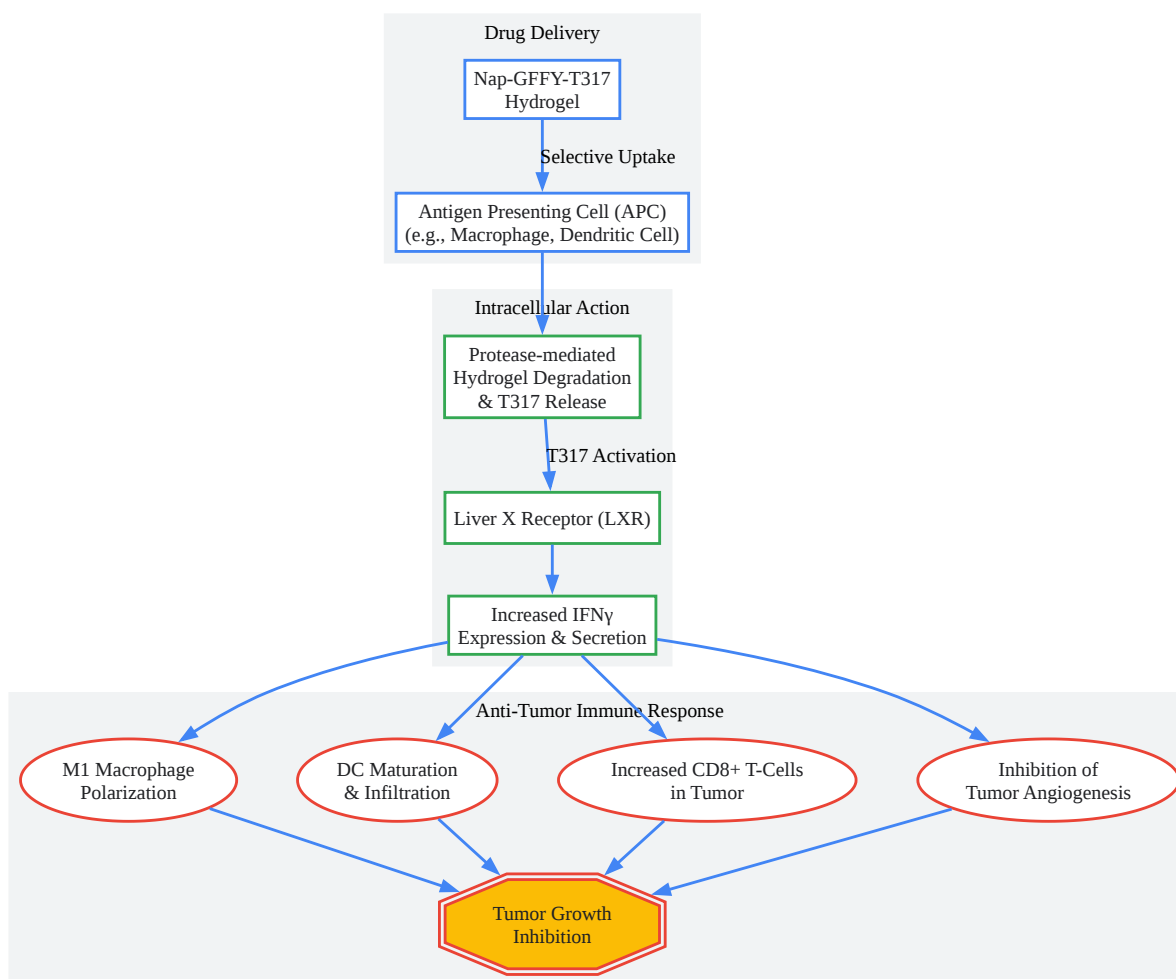 Drug Delivery
Nap-GFFY-T317
Hydrogel
Selective Uptake
Antigen Presenting Cell (APC)
(e.g., Macrophage, Dendritic Cell)
Intracellular Action
Protease-mediated
Hydrogel Degradation
& T317 Release
T317 Activation
Liver X Receptor (LXR)
Increased IFNγ
Expression & Secretion
Anti-Tumor Immune Response
M1 Macrophage
Polarization
DC Maturation
& Infiltration
Increased CD8+ T-Cells
in Tumor
Inhibition of
Tumor Angiogenesis
Tumor Growth
Inhibition